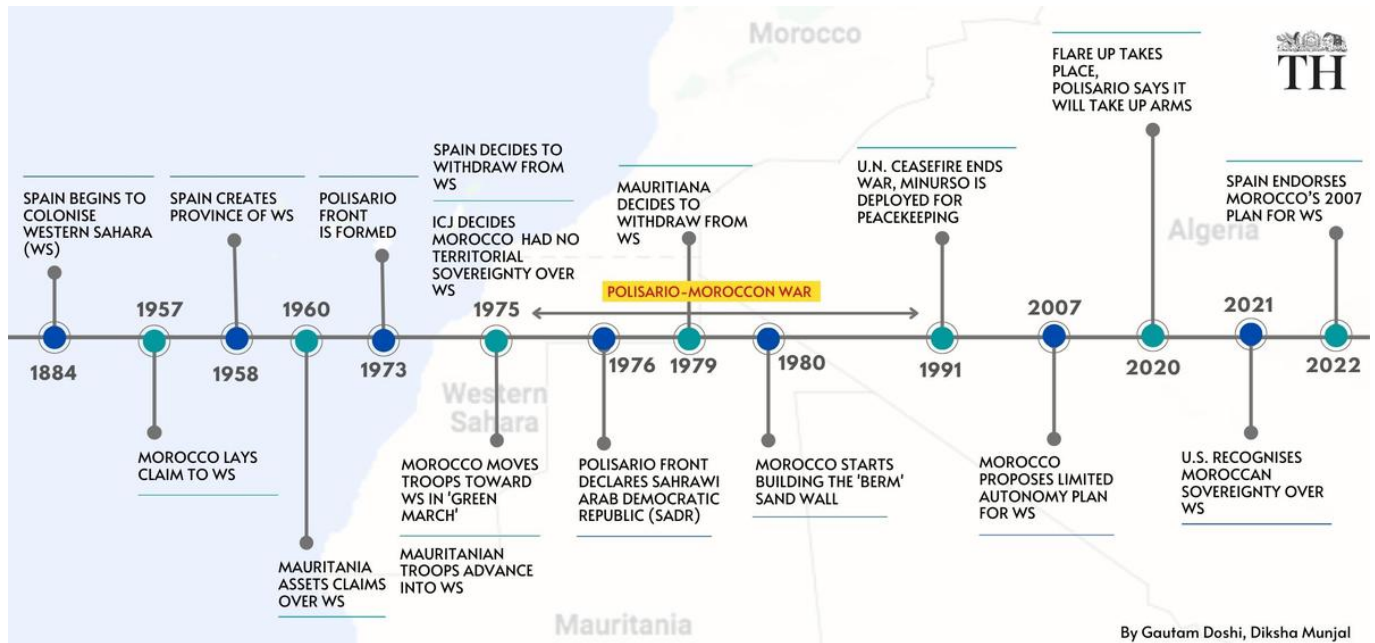 Morocco
TH
SPAIN BEGINS TO
COLONISE
WESTERN SAHARA
(WS)
1884
1957
MOROCCO LAYS
CLAIM TO WS
SPAIN CREATES
PROVINCE OF WS
1958
1960
MAURITANIA
ASSETS CLAIMS
OVER WS
POLISARIO
FRONT
IS FORMED
1973
SPAIN DECIDES TO
WITHDRAW FROM
WS
ICJ DECIDES
MOROCCO HAD NO
TERRITORIAL
SOVEREIGNTY OVER
WS
1975
MOROCCO MOVES
TROOPS TOWARD
WS IN 'GREEN
MARCH'
MAURITANIAN
TROOPS ADVANCE
INTO WS
POLISARIO-MOROCCON WAR
1976
POLISARIO FRONT
DECLARES SAHRAWI
ARAB DEMOCRATIC
REPUBLIC (SADR)
MAURITIANA
DECIDES TO
WITHDRAW FROM
WS
1979
1980
MOROCCO STARTS
BUILDING THE 'BERM'
SAND WALL
U.N. CEASEFIRE ENDS
WAR, MINURSO IS
DEPLOYED FOR
PEACEKEEPING
1991
2007
MOROCCO
PROPOSES LIMITED
AUTONOMY PLAN
FOR WS
FLARE UP TAKES
PLACE,
POLISARIO SAYS IT
WILL TAKE UP ARMS
2020
2021
U.S. RECOGNISES
MOROCCAN
SOVEREIGNTY OVER
WS
SPAIN ENDORSES
MOROCCO'S 2007
PLAN FOR WS
2022
Algeria
Western
Sahara
Mauritania
By Gautam Doshi, Diksha Munjal